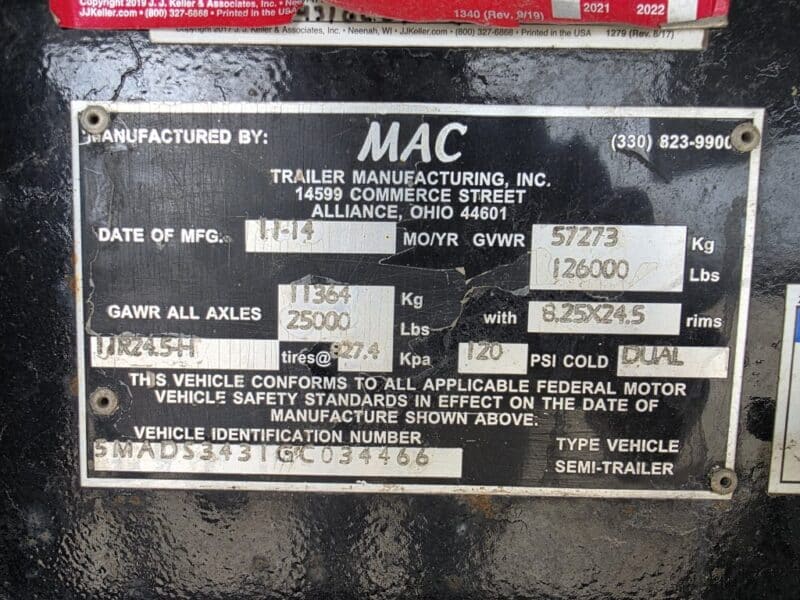 Copyright 2019 J. J. Keller & Associates, Inc. • Neenah, WI
JJKeller.com • (800) 327-6868 • Printed in the USA
1340 (Rev. 9/19)
2021 2022
J. J. Keller & Associates, Inc. • Neenah, WI • JJKeller.com • (800) 327-6868 • Printed in the USA 1279 (Rev. 8/17)
MANUFACTURED BY: MAC (330) 823-9900
TRAILER MANUFACTURING, INC.
14599 COMMERCE STREET
ALLIANCE, OHIO 44601
DATE OF MFG. 11-14 MO/YR GVWR 57273 Kg
126000 Lbs
GAWR ALL AXLES 11364 Kg
25000 Lbs with 8.25X24.5 rims
11R24.5-H tires@ 827.4 Kpa 120 PSI COLD DUAL
THIS VEHICLE CONFORMS TO ALL APPLICABLE FEDERAL MOTOR
VEHICLE SAFETY STANDARDS IN EFFECT ON THE DATE OF
MANUFACTURE SHOWN ABOVE.
VEHICLE IDENTIFICATION NUMBER TYPE VEHICLE
5MADS3431GC034466 SEMI-TRAILER